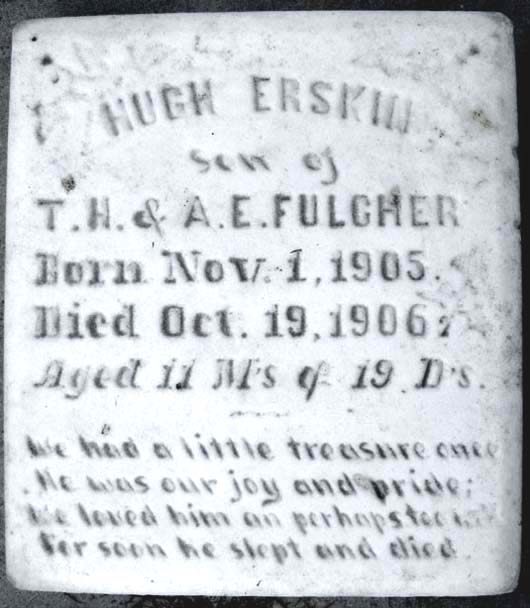 HUGH ERSKIN
Son of
T. H. & A. E. FULCHER
Born Nov. 1, 1905.
Died Oct. 19, 1906.
Aged 11 M's & 19 D's.
We had a little treasure once
He was our joy and pride;
We loved him an perhaps too
For soon he slept and died